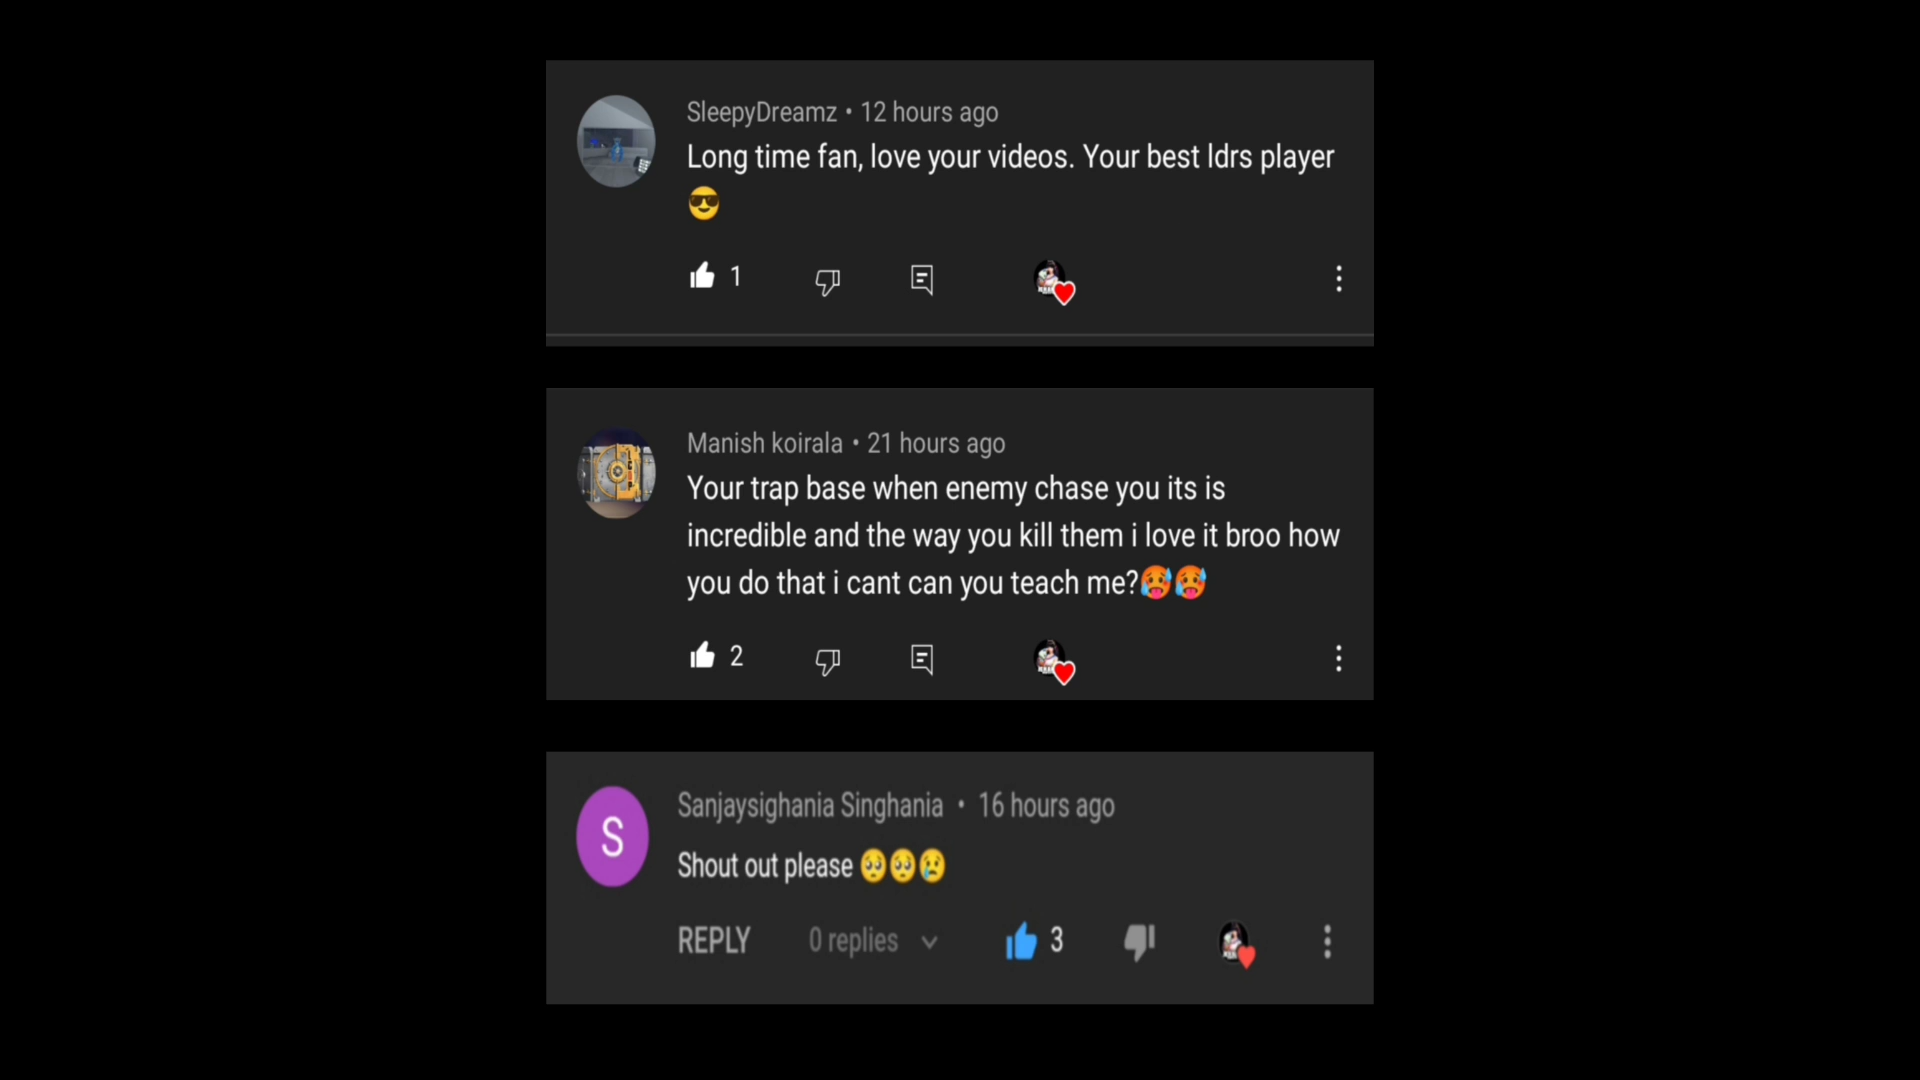 SleepyDreamz • 12 hours ago
Long time fan, love your videos. Your best ldrs player
😎
1
Manish koirala • 21 hours ago
Your trap base when enemy chase you its is
incredible and the way you kill them i love it broo how
you do that i cant can you teach me?🥵🥵
2
S
Sanjaysighania Singhania • 16 hours ago
Shout out please 🥺🥺😢
REPLY 0 replies 3